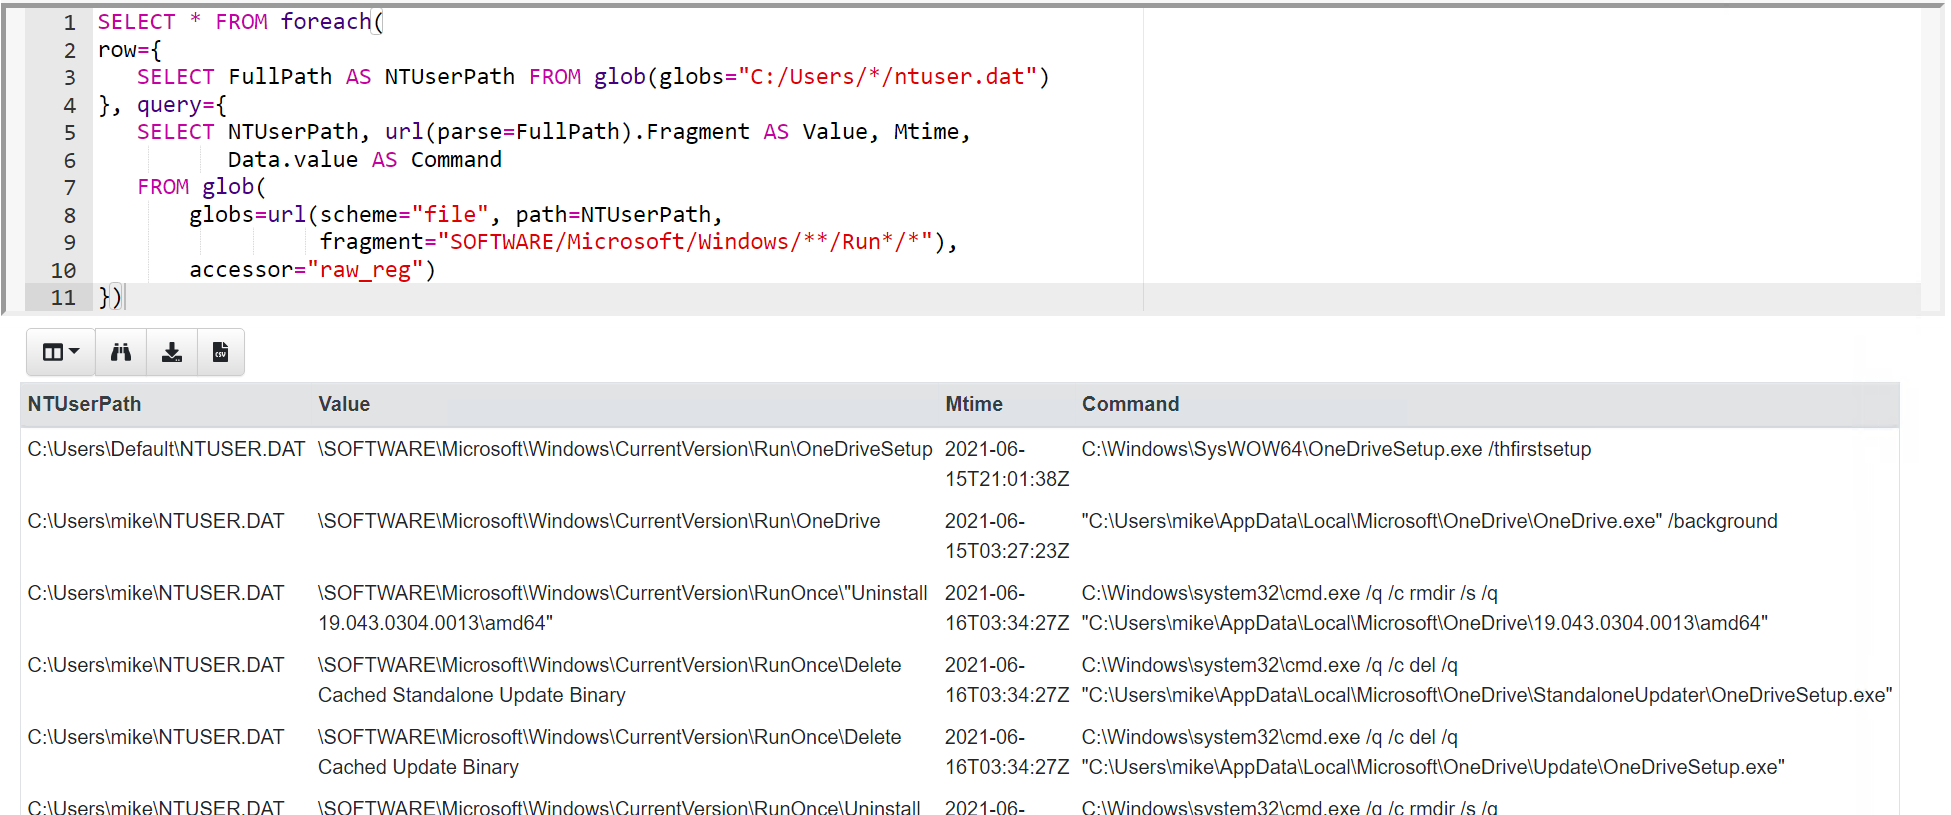 1 SELECT * FROM foreach(
2 row={
3    SELECT FullPath AS NTUserPath FROM glob(globs="C:/Users/*/ntuser.dat")
4 }, query={
5    SELECT NTUserPath, url(parse=FullPath).Fragment AS Value, Mtime,
6           Data.value AS Command
7    FROM glob(
8        globs=url(scheme="file", path=NTUserPath,
9                  fragment="SOFTWARE/Microsoft/Windows/**/Run*/*"),
10        accessor="raw_reg")
11 })
CSV
NTUserPath Value Mtime Command
C:\Users\Default\NTUSER.DAT \SOFTWARE\Microsoft\Windows\CurrentVersion\Run\OneDriveSetup 2021-06- C:\Windows\SysWOW64\OneDriveSetup.exe /thfirstsetup
15T21:01:38Z
C:\Users\mike\NTUSER.DAT \SOFTWARE\Microsoft\Windows\CurrentVersion\Run\OneDrive 2021-06- "C:\Users\mike\AppData\Local\Microsoft\OneDrive\OneDrive.exe" /background
15T03:27:23Z
C:\Users\mike\NTUSER.DAT \SOFTWARE\Microsoft\Windows\CurrentVersion\RunOnce\"Uninstall 2021-06- C:\Windows\system32\cmd.exe /q /c rmdir /s /q
19.043.0304.0013\amd64" 16T03:34:27Z "C:\Users\mike\AppData\Local\Microsoft\OneDrive\19.043.0304.0013\amd64"
C:\Users\mike\NTUSER.DAT \SOFTWARE\Microsoft\Windows\CurrentVersion\RunOnce\Delete 2021-06- C:\Windows\system32\cmd.exe /q /c del /q
Cached Standalone Update Binary 16T03:34:27Z "C:\Users\mike\AppData\Local\Microsoft\OneDrive\StandaloneUpdater\OneDriveSetup.exe"
C:\Users\mike\NTUSER.DAT \SOFTWARE\Microsoft\Windows\CurrentVersion\RunOnce\Delete 2021-06- C:\Windows\system32\cmd.exe /q /c del /q
Cached Update Binary 16T03:34:27Z "C:\Users\mike\AppData\Local\Microsoft\OneDrive\Update\OneDriveSetup.exe"
C:\Users\mike\NTUSER.DAT \SOFTWARE\Microsoft\Windows\CurrentVersion\RunOnce\Uninstall 2021-06- C:\Windows\system32\cmd.exe /q /c rmdir /s /q